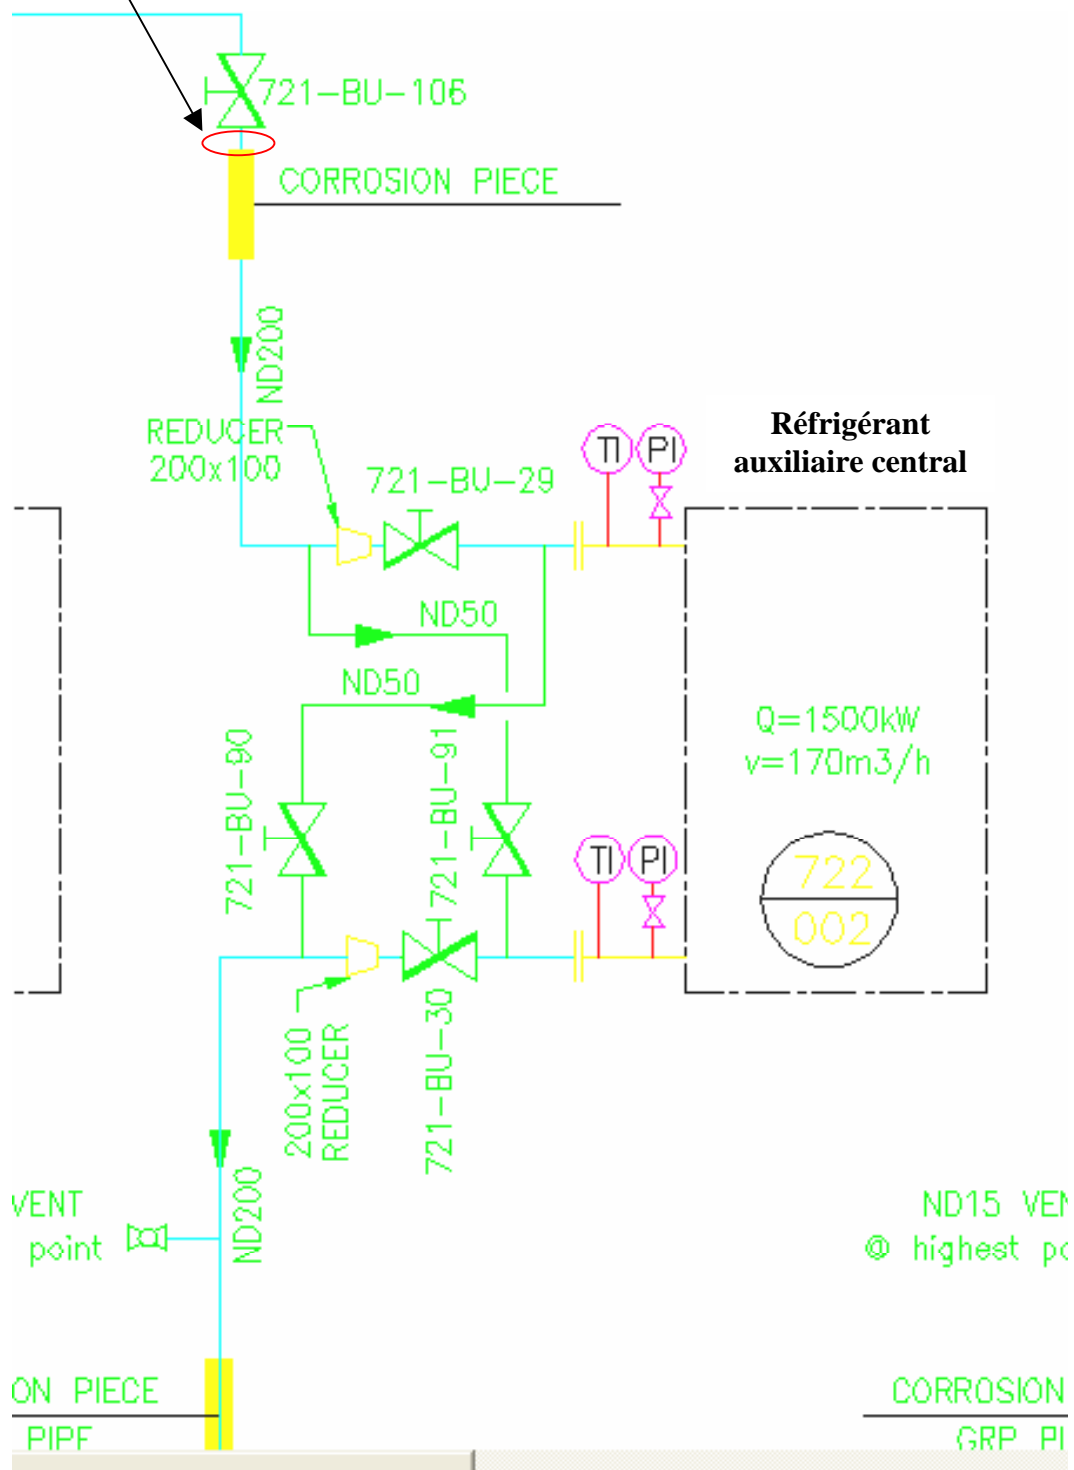 721-BU-106
CORROSION PIECE
ND200
REDUCER
200x100
721-BU-29
TI
PI
Réfrigérant
auxiliaire central
ND50
ND50
Q=1500kW
v=170m3/h
721-BU-90
721-BU-91
TI
PI
722
002
200x100
REDUCER
721-BU-30
VENT
point
ND200
ND15 VEN
@ highest po
ON PIECE
PIPE
CORROSION
GRP PI